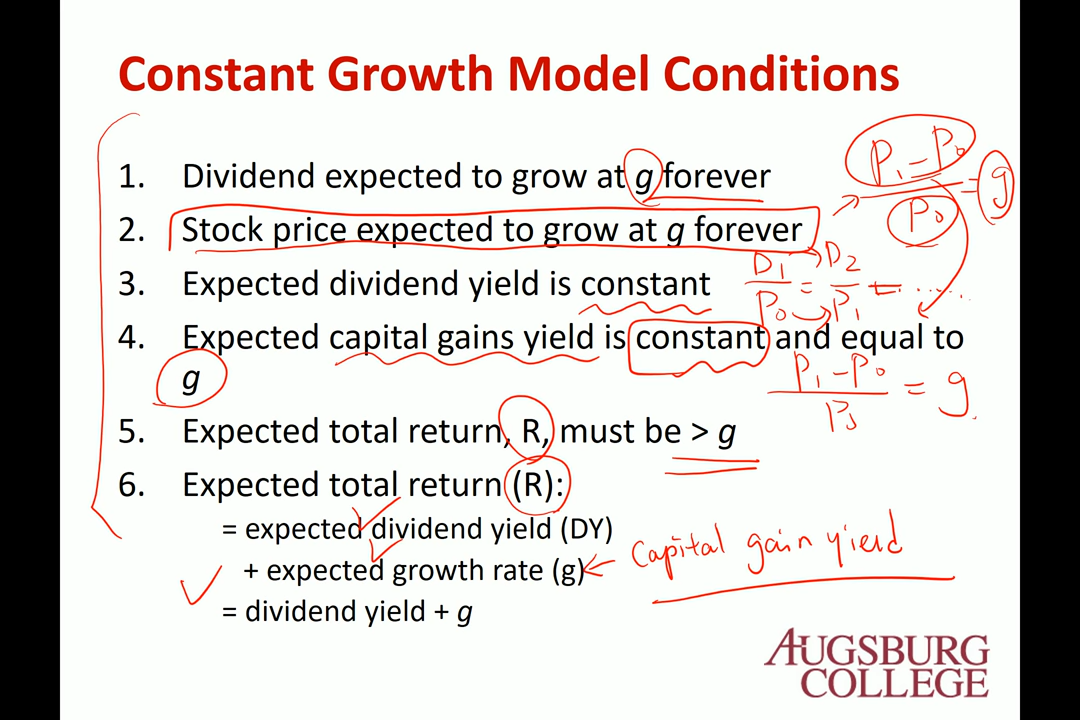 Constant Growth Model Conditions
1. Dividend expected to grow at g forever
2. Stock price expected to grow at g forever
3. Expected dividend yield is constant
4. Expected capital gains yield is constant and equal to
g
5. Expected total return, R, must be > g
6. Expected total return (R):
= expected dividend yield (DY)
+ expected growth rate (g)
= dividend yield + g
P₁ - P₀
P₀
= g
D₁ D₂
P₀ = P₁ = ........
P₁ - P₀
P₀
= g.
Capital gain yield
AUGSBURG
COLLEGE